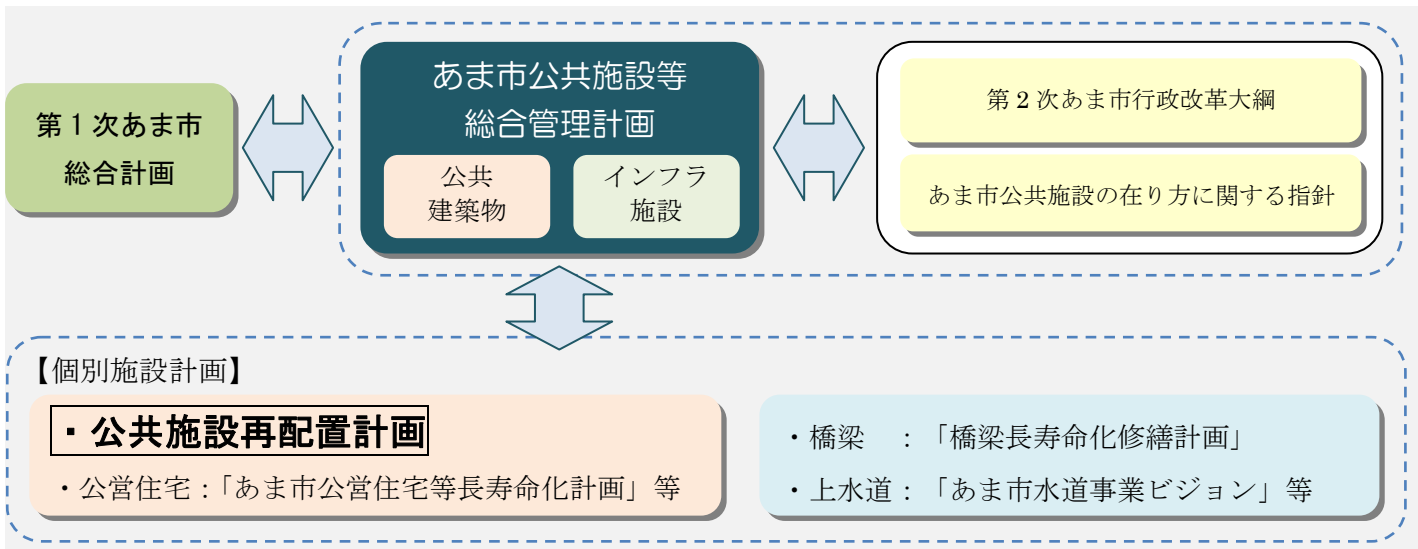 第1次あま市
総合計画
あま市公共施設等
総合管理計画
公共
建築物
インフラ
施設
第2次あま市行政改革大綱
あま市公共施設の在り方に関する指針
【個別施設計画】
・公共施設再配置計画
・公営住宅：「あま市公営住宅等長寿命化計画」等
・橋梁　：「橋梁長寿命化修繕計画」
・上水道：「あま市水道事業ビジョン」等